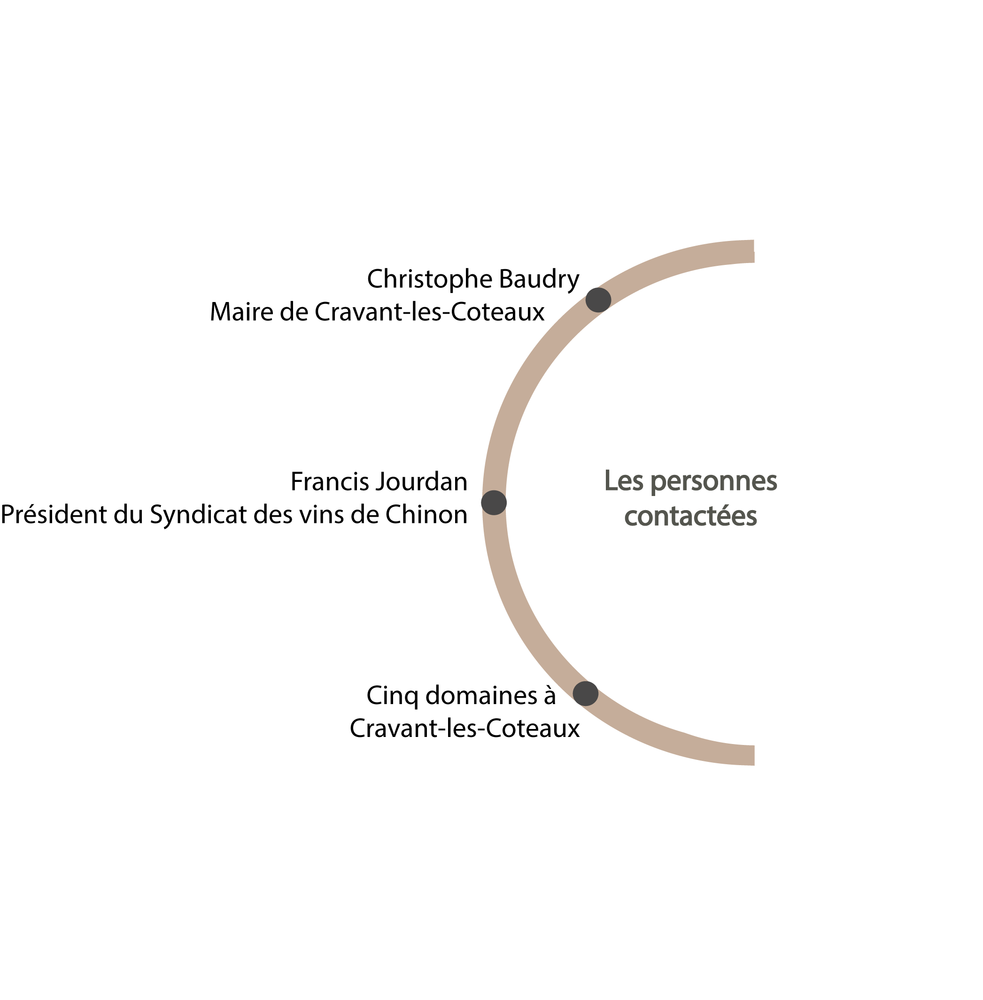 Christophe Baudry
Maire de Cravant-les-Coteaux
Francis Jourdan
Président du Syndicat des vins de Chinon
Les personnes
contactées
Cinq domaines à
Cravant-les-Coteaux